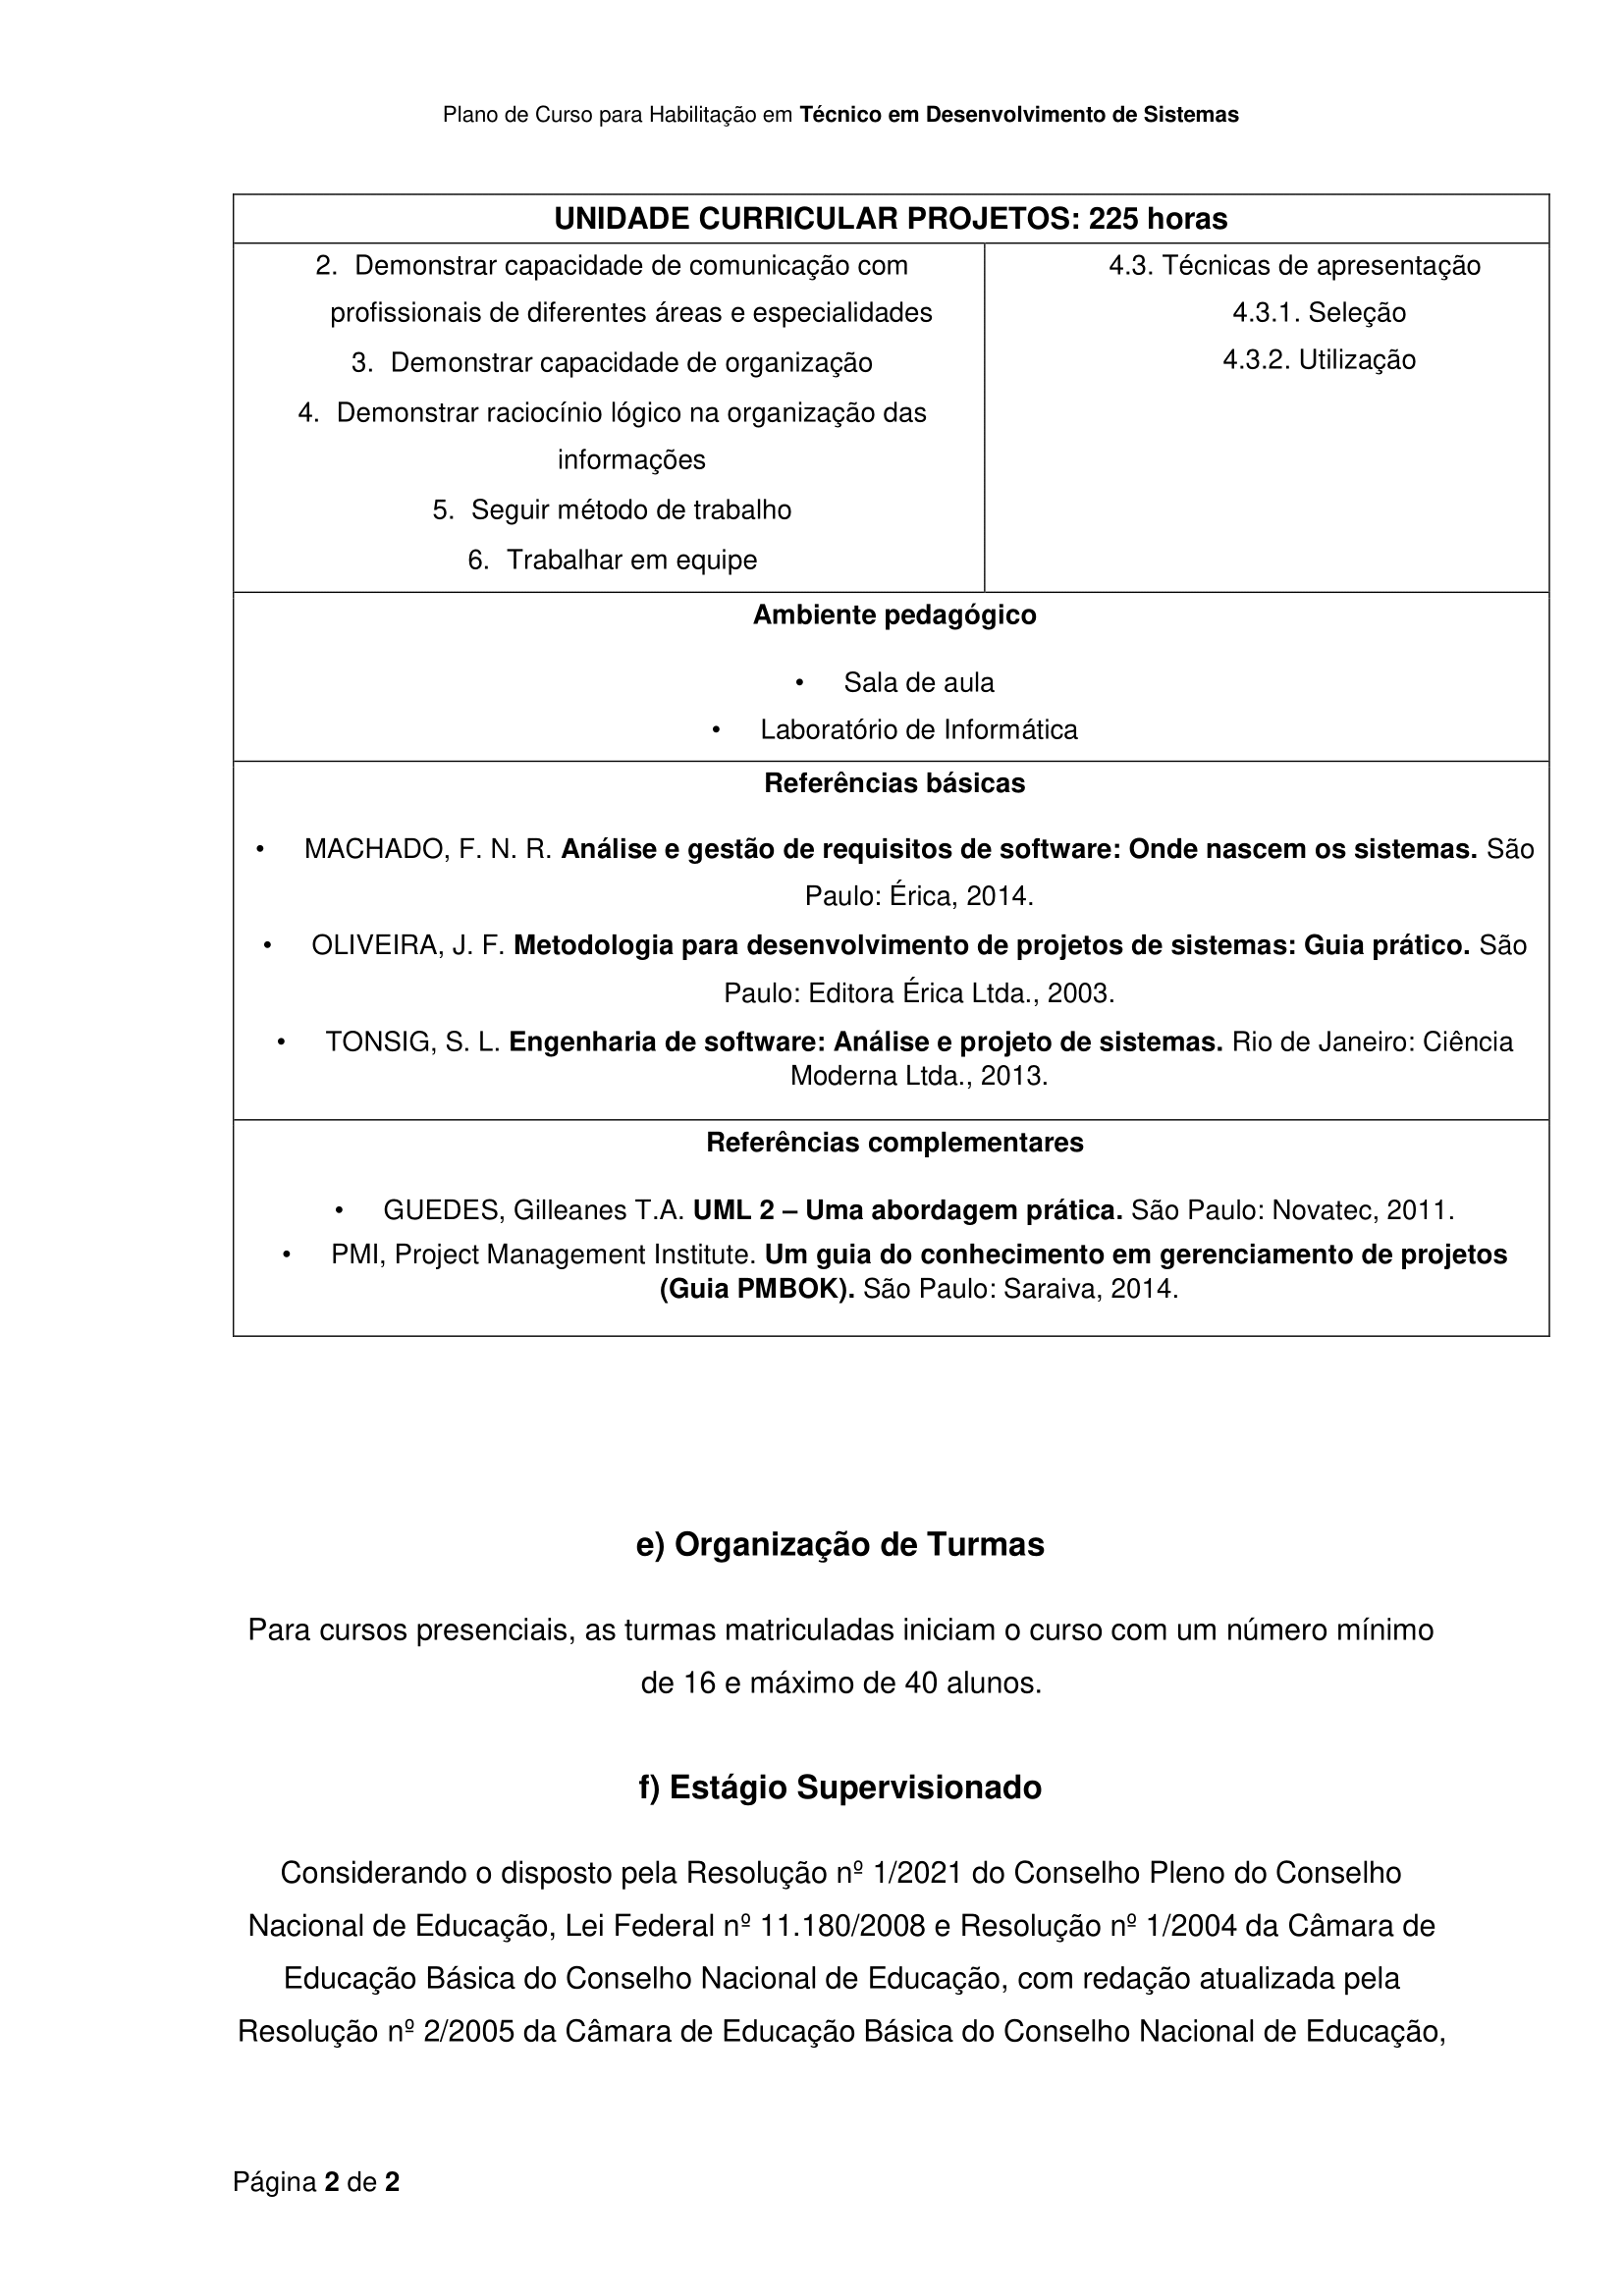 Plano de Curso para Habilitação em Técnico em Desenvolvimento de Sistemas
UNIDADE CURRICULAR PROJETOS: 225 horas
2. Demonstrar capacidade de comunicação com
profissionais de diferentes áreas e especialidades
3. Demonstrar capacidade de organização
4. Demonstrar raciocínio lógico na organização das
informações
5. Seguir método de trabalho
6. Trabalhar em equipe
4.3. Técnicas de apresentação
4.3.1. Seleção
4.3.2. Utilização
Ambiente pedagógico
• Sala de aula
• Laboratório de Informática
Referências básicas
• MACHADO, F. N. R. Análise e gestão de requisitos de software: Onde nascem os sistemas. São
Paulo: Érica, 2014.
• OLIVEIRA, J. F. Metodologia para desenvolvimento de projetos de sistemas: Guia prático. São
Paulo: Editora Érica Ltda., 2003.
• TONSIG, S. L. Engenharia de software: Análise e projeto de sistemas. Rio de Janeiro: Ciência
Moderna Ltda., 2013.
Referências complementares
• GUEDES, Gilleanes T.A. UML 2 – Uma abordagem prática. São Paulo: Novatec, 2011.
• PMI, Project Management Institute. Um guia do conhecimento em gerenciamento de projetos
(Guia PMBOK). São Paulo: Saraiva, 2014.
e) Organização de Turmas
Para cursos presenciais, as turmas matriculadas iniciam o curso com um número mínimo
de 16 e máximo de 40 alunos.
f) Estágio Supervisionado
Considerando o disposto pela Resolução nº 1/2021 do Conselho Pleno do Conselho
Nacional de Educação, Lei Federal nº 11.180/2008 e Resolução nº 1/2004 da Câmara de
Educação Básica do Conselho Nacional de Educação, com redação atualizada pela
Resolução nº 2/2005 da Câmara de Educação Básica do Conselho Nacional de Educação,
Página 2 de 2